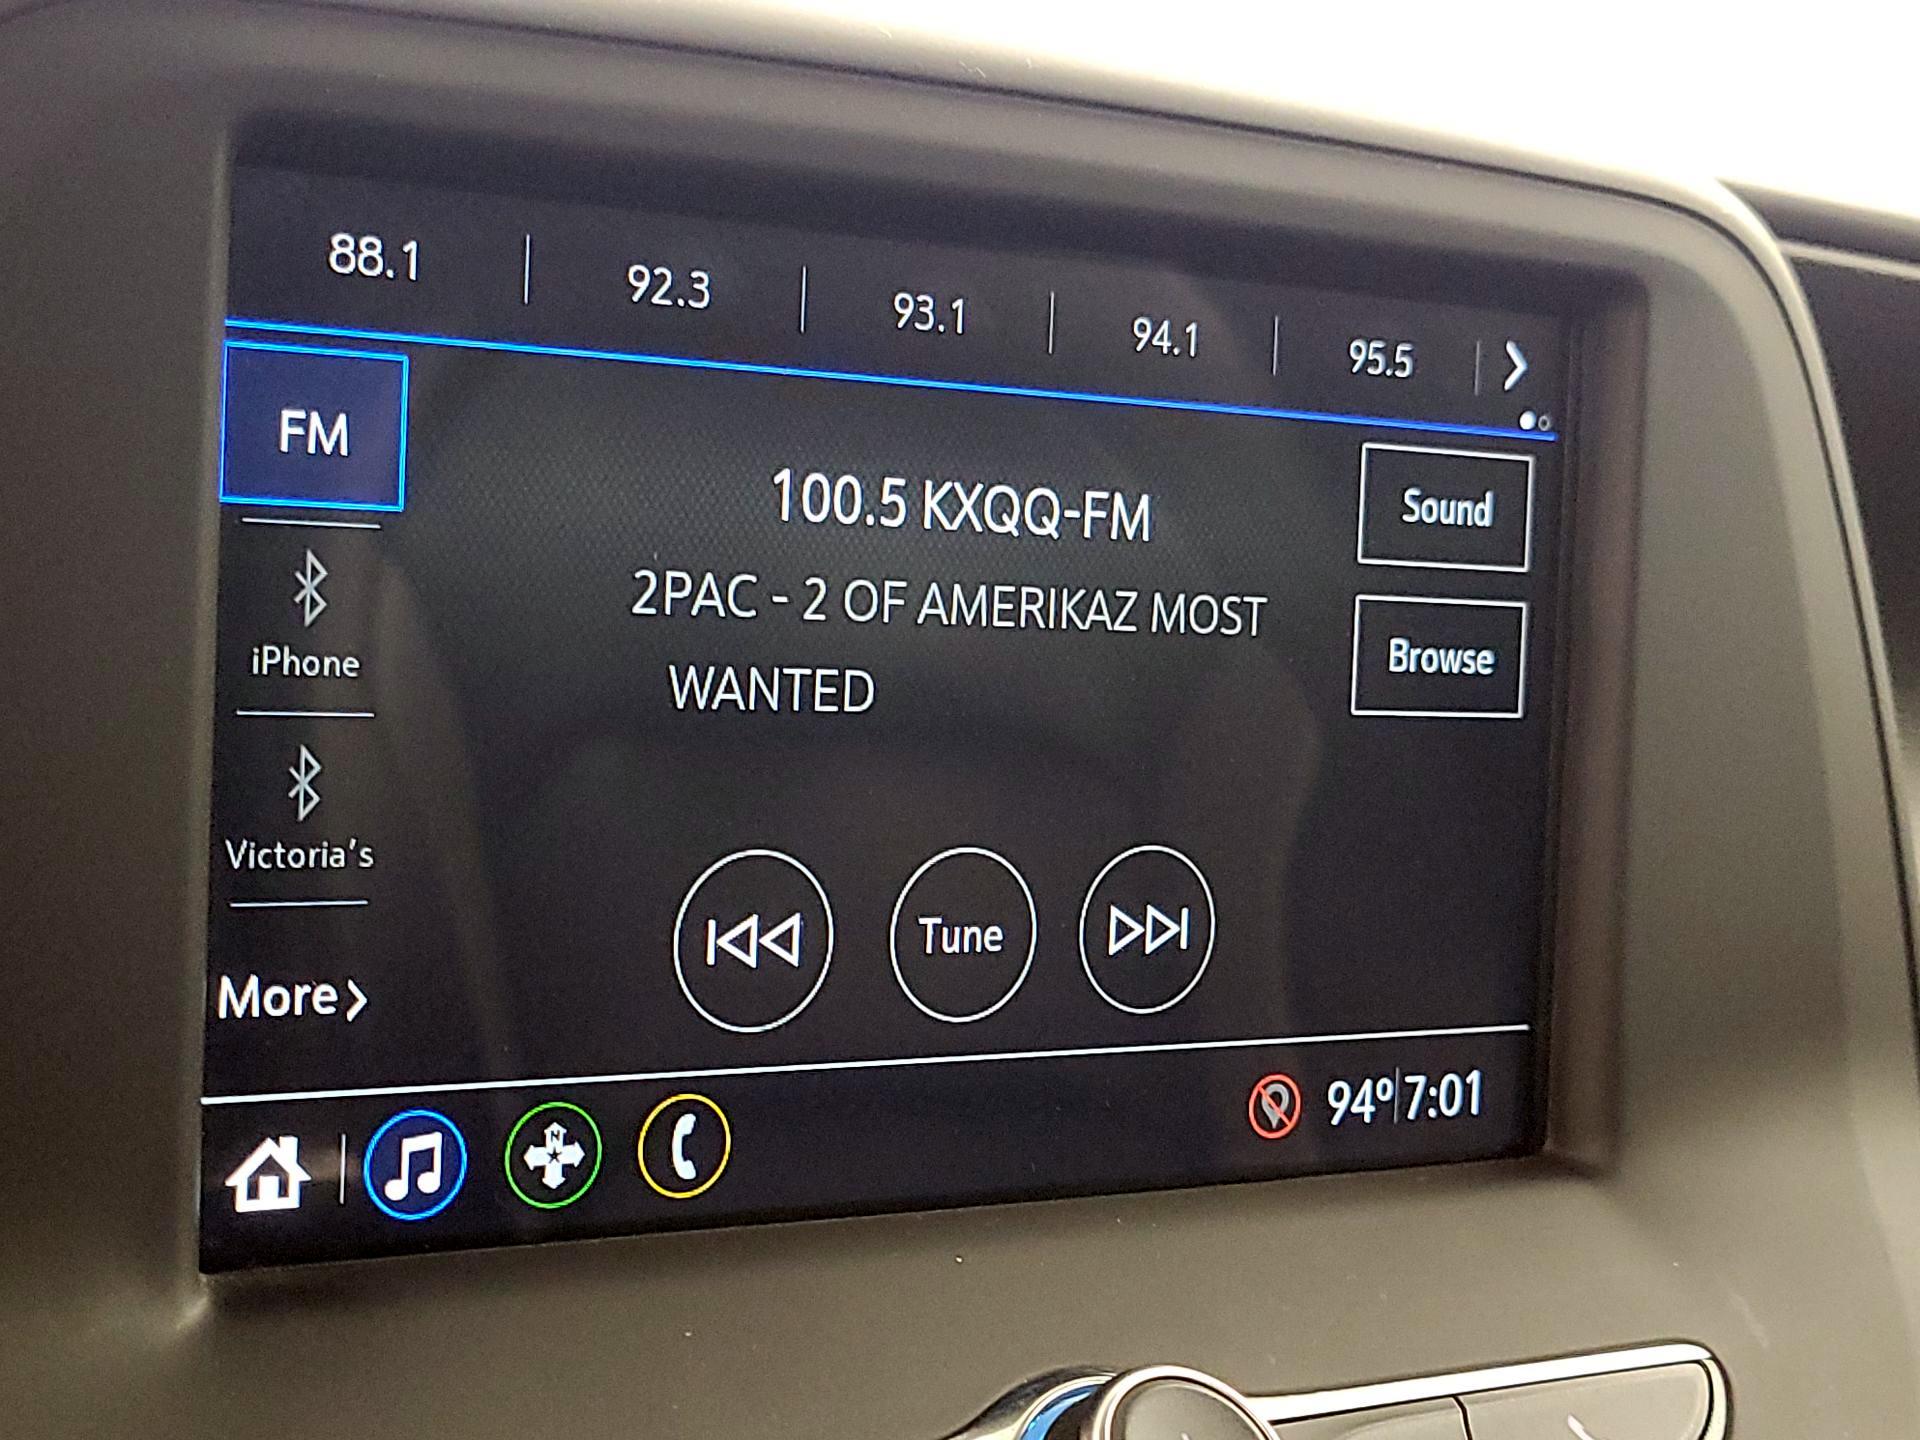 88.1 92.3 93.1 94.1 95.5
FM
100.5 KXQQ-FM
Sound
2PAC - 2 OF AMERIKAZ MOST
WANTED
Browse
iPhone
Victoria's
More
Tune
N
94º 7:01